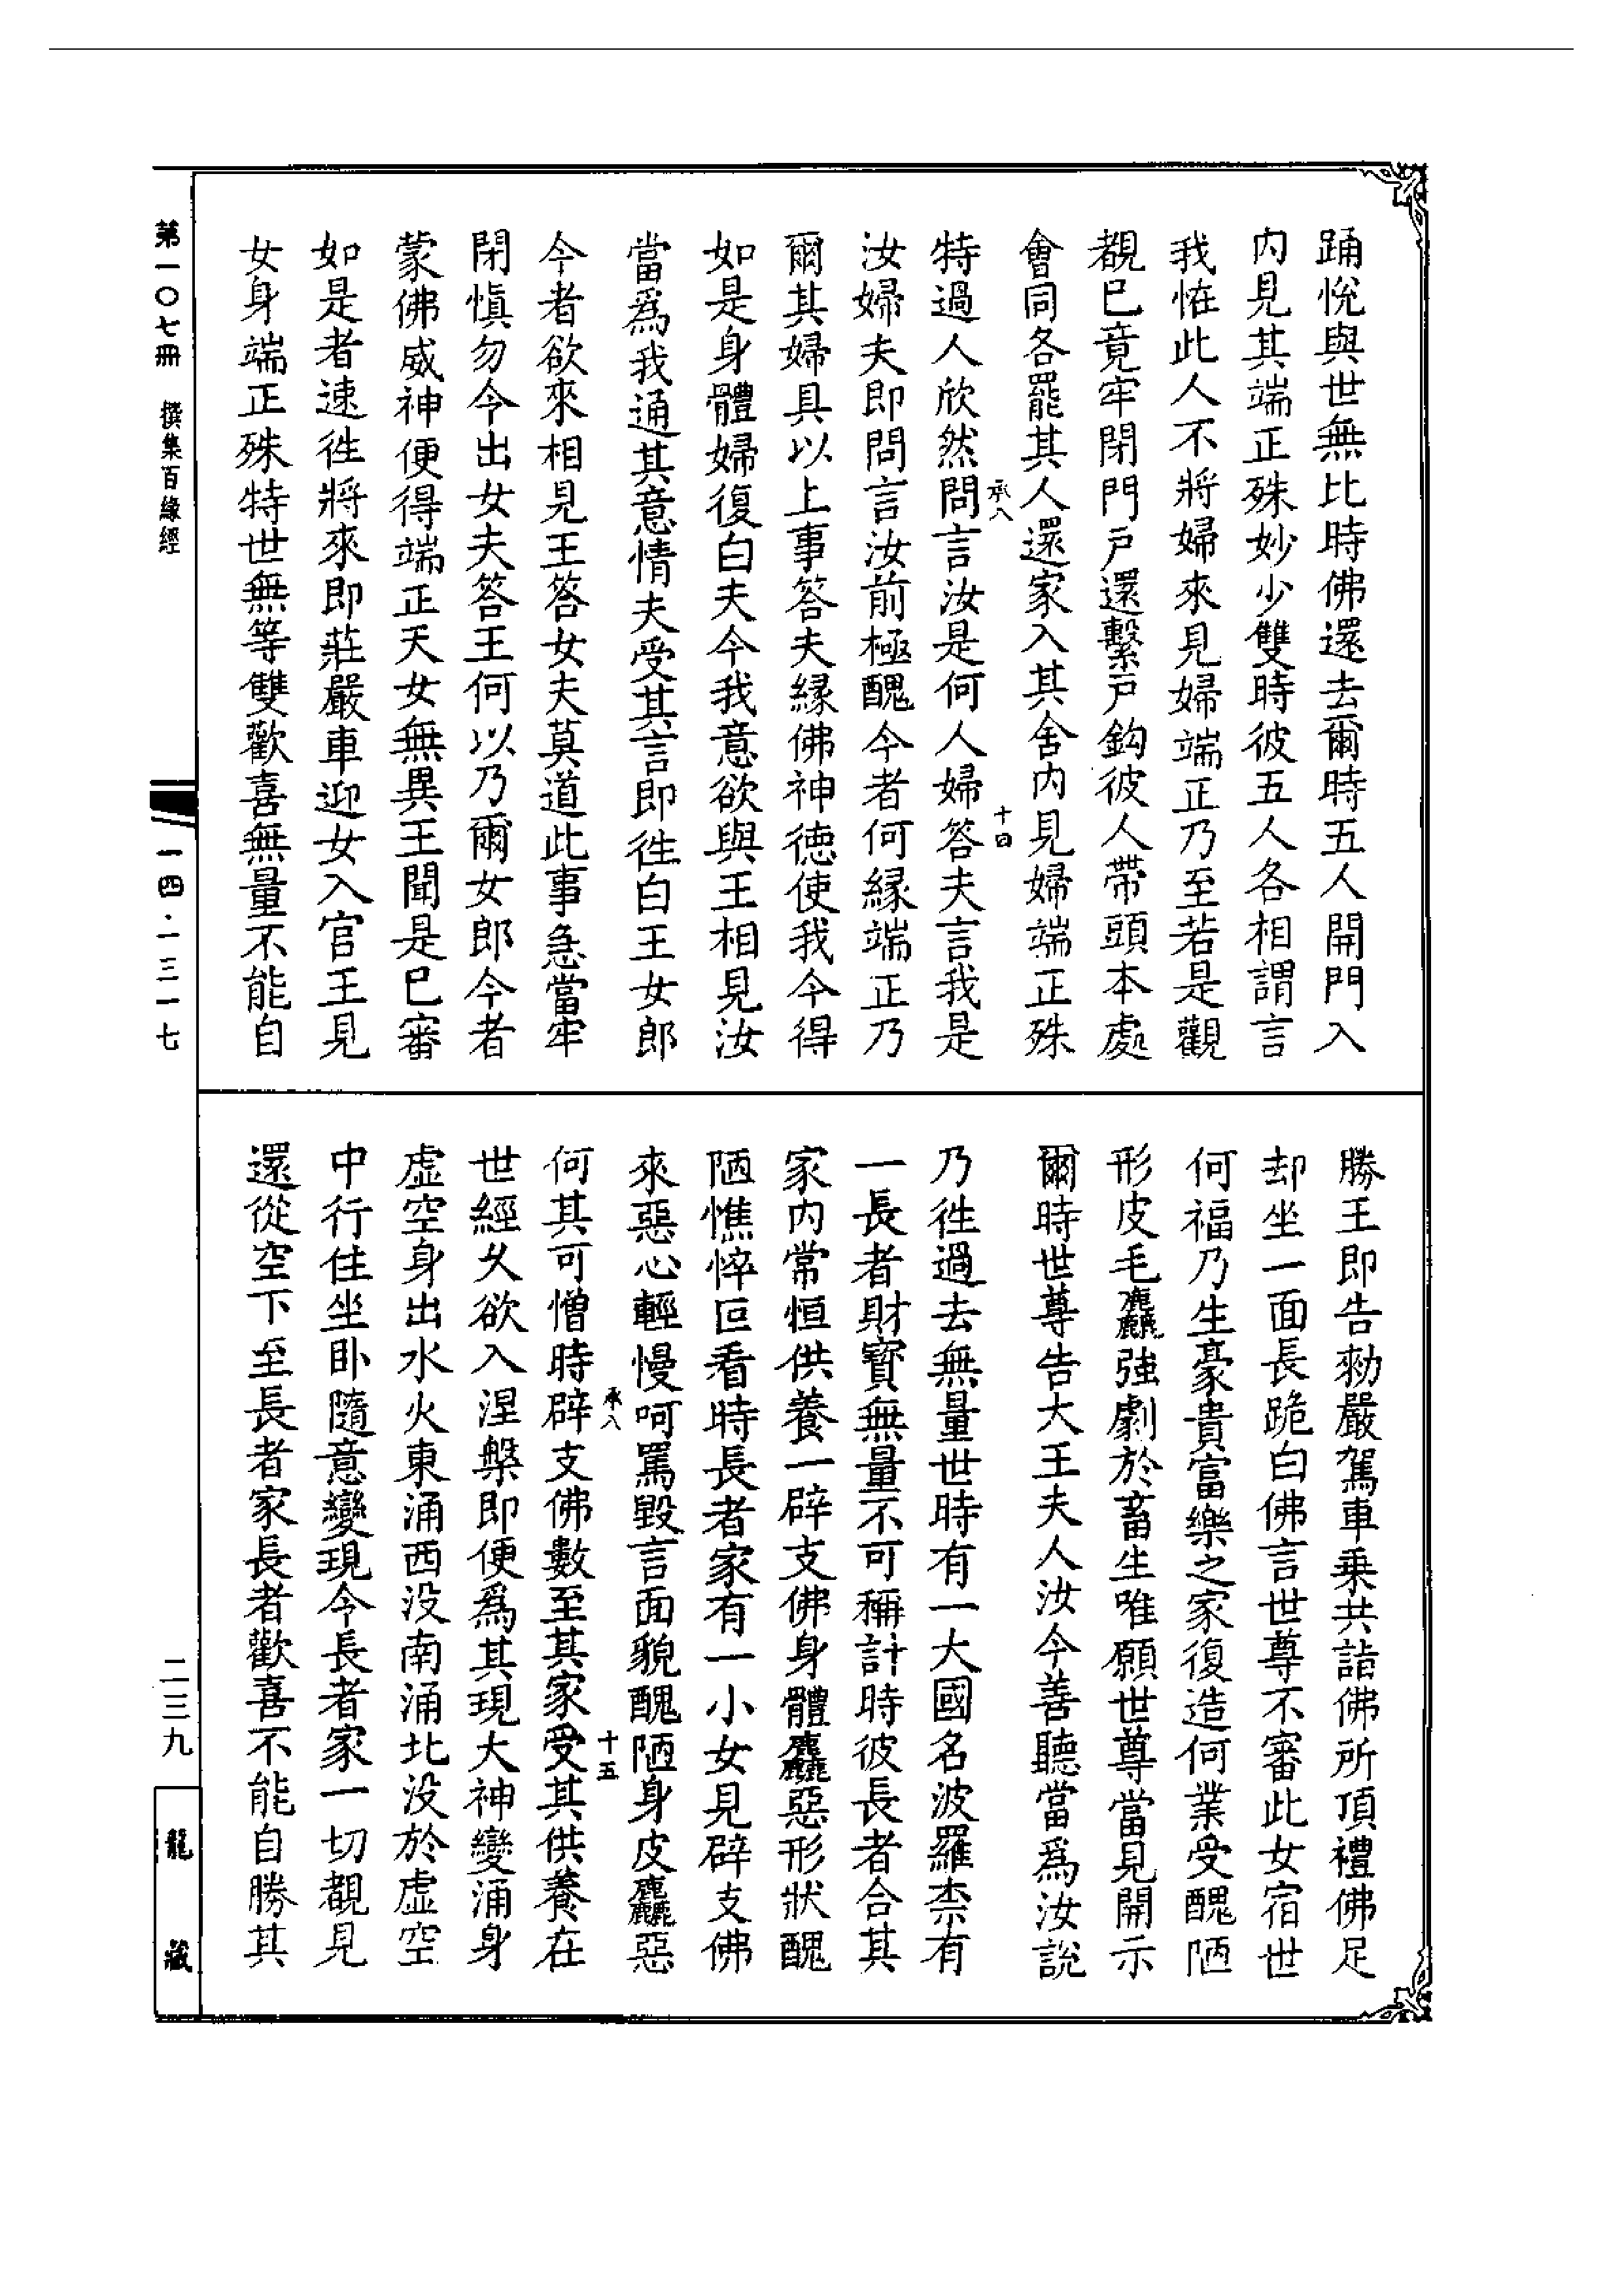 踊悅與世無比時佛還去爾時五人開門入
內見其端正殊妙少雙時彼五人各相謂言
我恠此人不將婦來見婦端正乃至若是觀
覩巳竟牢閉門戶還繫戶鉤彼人帶頭本處
會同各罷其人還家入其舍內見婦端正殊
承八
十四
特過人欣然問言汝是何人婦答夫言我是
汝婦夫即問言汝前極醜今者何緣端正乃
爾其婦具以上事答夫緣佛神德使我今得
如是身體婦復白夫今我意欲與王相見汝
當爲我通其意情夫受其言即徃白王女郎
今者欲來相見王答女夫莫道此事急當牢
閉愼勿令出女夫答王何以乃爾女郎今者
蒙佛威神便得端正天女無異王聞是巳審
如是者速徃將來即莊嚴車迎女入宮王見
女身端正殊特世無等雙歡喜無量不能自
勝王即告勑嚴駕車乗共詣佛所頂禮佛足
却坐一面長跪白佛言世尊不審此女宿世
何福乃生豪貴富樂之家復造何業受醜陋
形皮毛麤強劇於畜生唯願世尊當見開示
爾時世尊告大王夫人汝今善聽當爲汝說
乃徃過去無量世時有一大國名波羅柰有
一長者財寳無量不可稱計時彼長者合其
家內常恒供養一辟支佛身體麤惡形狀醜
陋憔悴叵看時長者家有一小女見辟支佛
來惡心輕慢呵罵毀言面貌醜陋身皮麤惡
承八
十五
何其可憎時辟支佛數至其家受其供養在
世經乆欲入涅槃即便爲其現大神變涌身
虛空身出水火東涌西没南涌北没於虛空
中行住坐臥隨意變現令長者家一切覩見
還從空下至長者家長者歡喜不能自勝其
第一〇七冊 撰集百緣經
一四·一三一七
二三九
龍藏